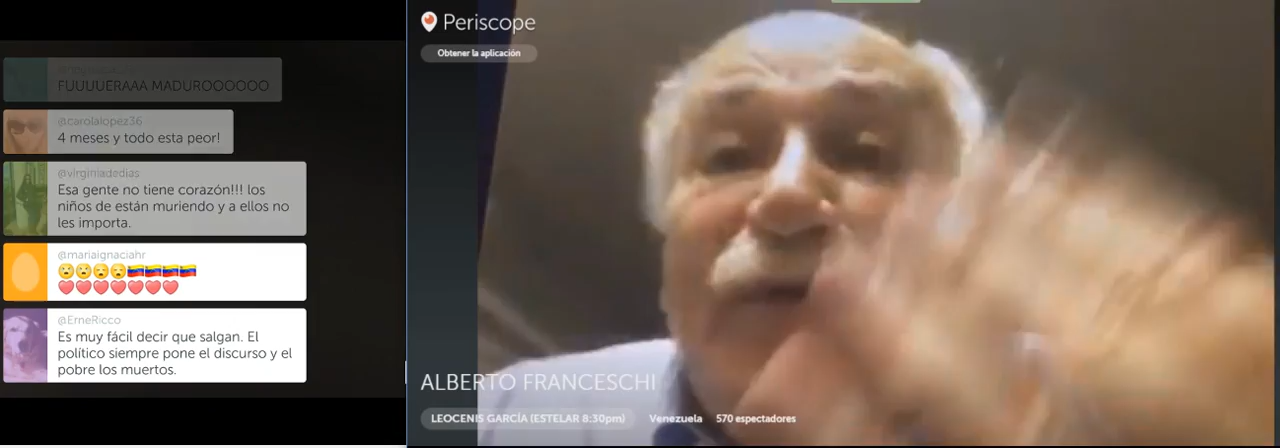 FUUUUERAAA MADUROOOOOO
@carolalopez36
4 meses y todo esta peor!
@virginiadedias
Esa gente no tiene corazón!!! los
niños de están muriendo y a ellos no
les importa.
@mariaignaciahr
@ErneRicco
Es muy fácil decir que salgan. El
político siempre pone el discurso y el
pobre los muertos.
Periscope
Obtener la aplicación
ALBERTO FRANCESCHI
LEOCENIS GARCÍA (ESTELAR 8:30pm) Venezuela 570 espectadores